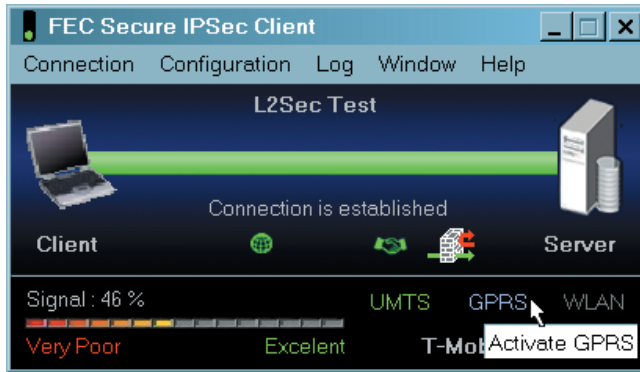 FEC Secure IPSec Client
Connection Configuration Log Window Help
L2Sec Test
Connection is established
Client Server
Signal : 46 % UMTS GPRS WLAN
Very Poor Excelent T-Mo
Activate GPRS